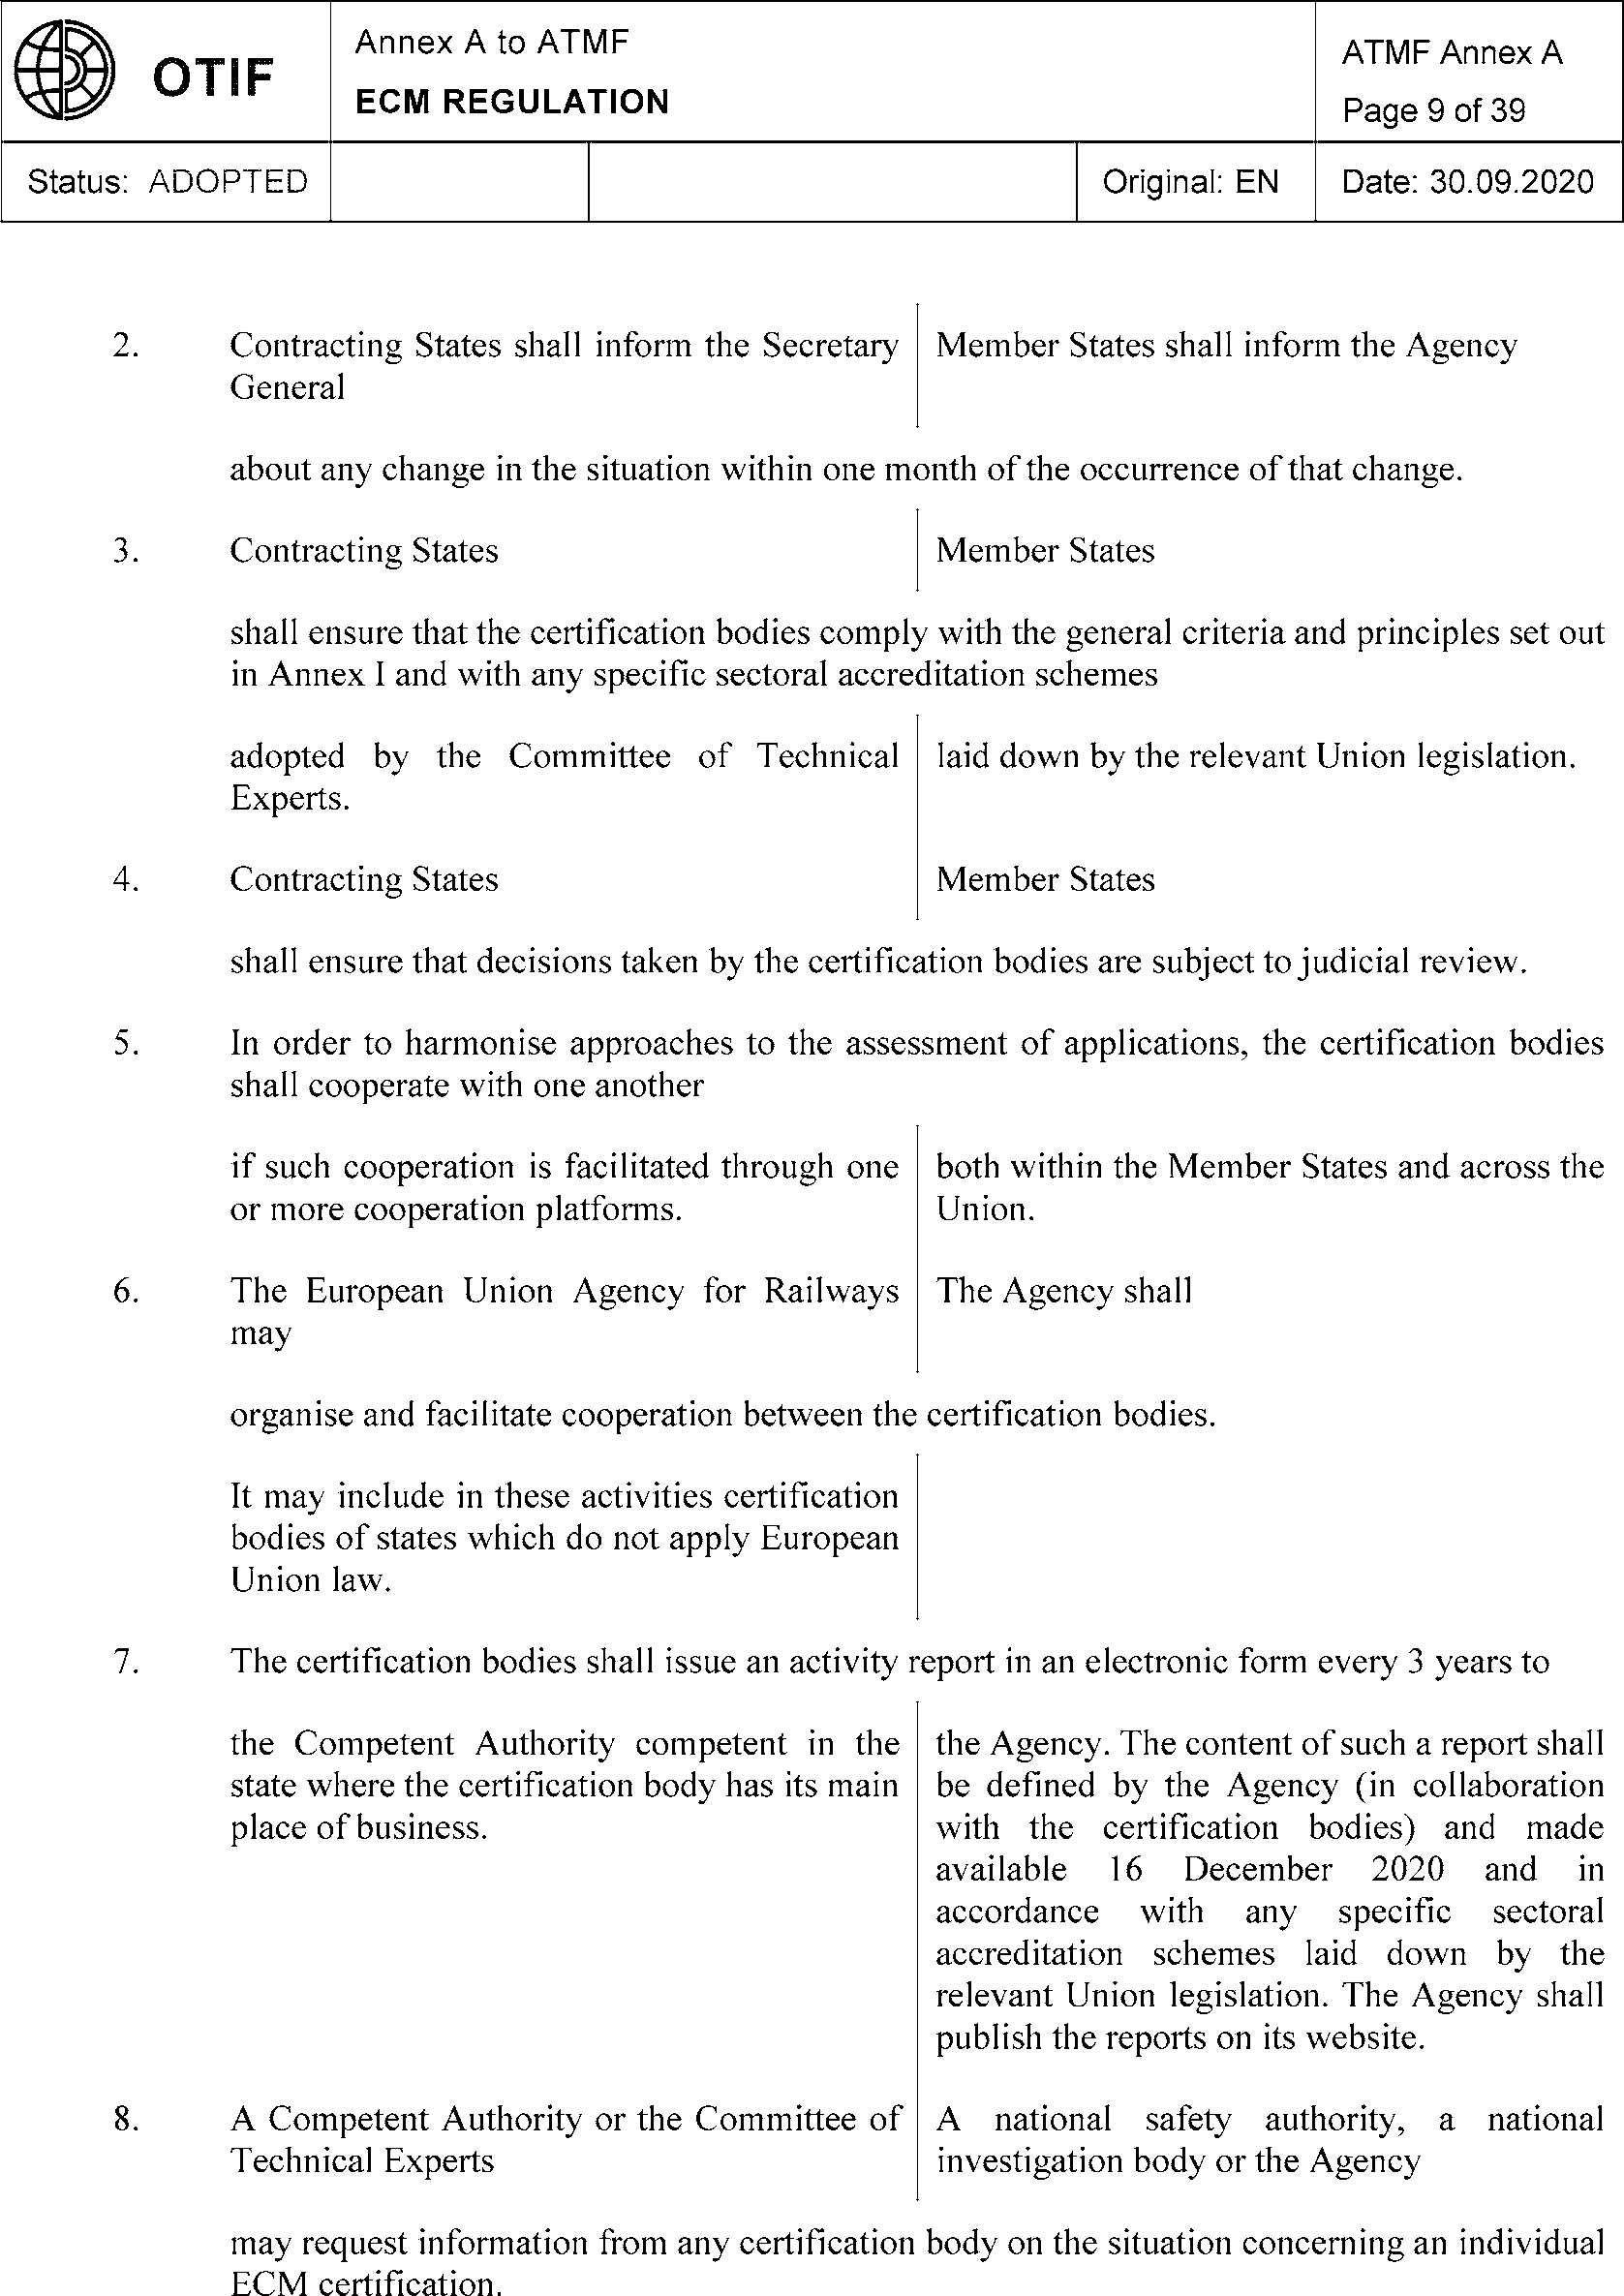 OTIF
Annex A to ATMF
ECM REGULATION
ATMF Annex A
Page 9 of 39
Status: ADOPTED
Original: EN
Date: 30.09.2020
2.
Contracting States shall inform the Secretary
General
Member States shall inform the Agency
about any change in the situation within one month of the occurrence of that change.
3.
Contracting States
Member States
shall ensure that the certification bodies comply with the general criteria and principles set out
in Annex I and with any specific sectoral accreditation schemes
adopted by the Committee of Technical
Experts.
laid down by the relevant Union legislation.
4.
Contracting States
Member States
shall ensure that decisions taken by the certification bodies are subject to judicial review.
5.
In order to harmonise approaches to the assessment of applications, the certification bodies
shall cooperate with one another
if such cooperation is facilitated through one
or more cooperation platforms.
both within the Member States and across the
Union.
6.
The European Union Agency for Railways
may
The Agency shall
organise and facilitate cooperation between the certification bodies.
It may include in these activities certification
bodies of states which do not apply European
Union law.
7.
The certification bodies shall issue an activity report in an electronic form every 3 years to
the Competent Authority competent in the
state where the certification body has its main
place of business.
the Agency. The content of such a report shall
be defined by the Agency (in collaboration
with the certification bodies) and made
available 16 December 2020 and in
accordance with any specific sectoral
accreditation schemes laid down by the
relevant Union legislation. The Agency shall
publish the reports on its website.
8.
A Competent Authority or the Committee of
Technical Experts
A national safety authority, a national
investigation body or the Agency
may request information from any certification body on the situation concerning an individual
ECM certification.